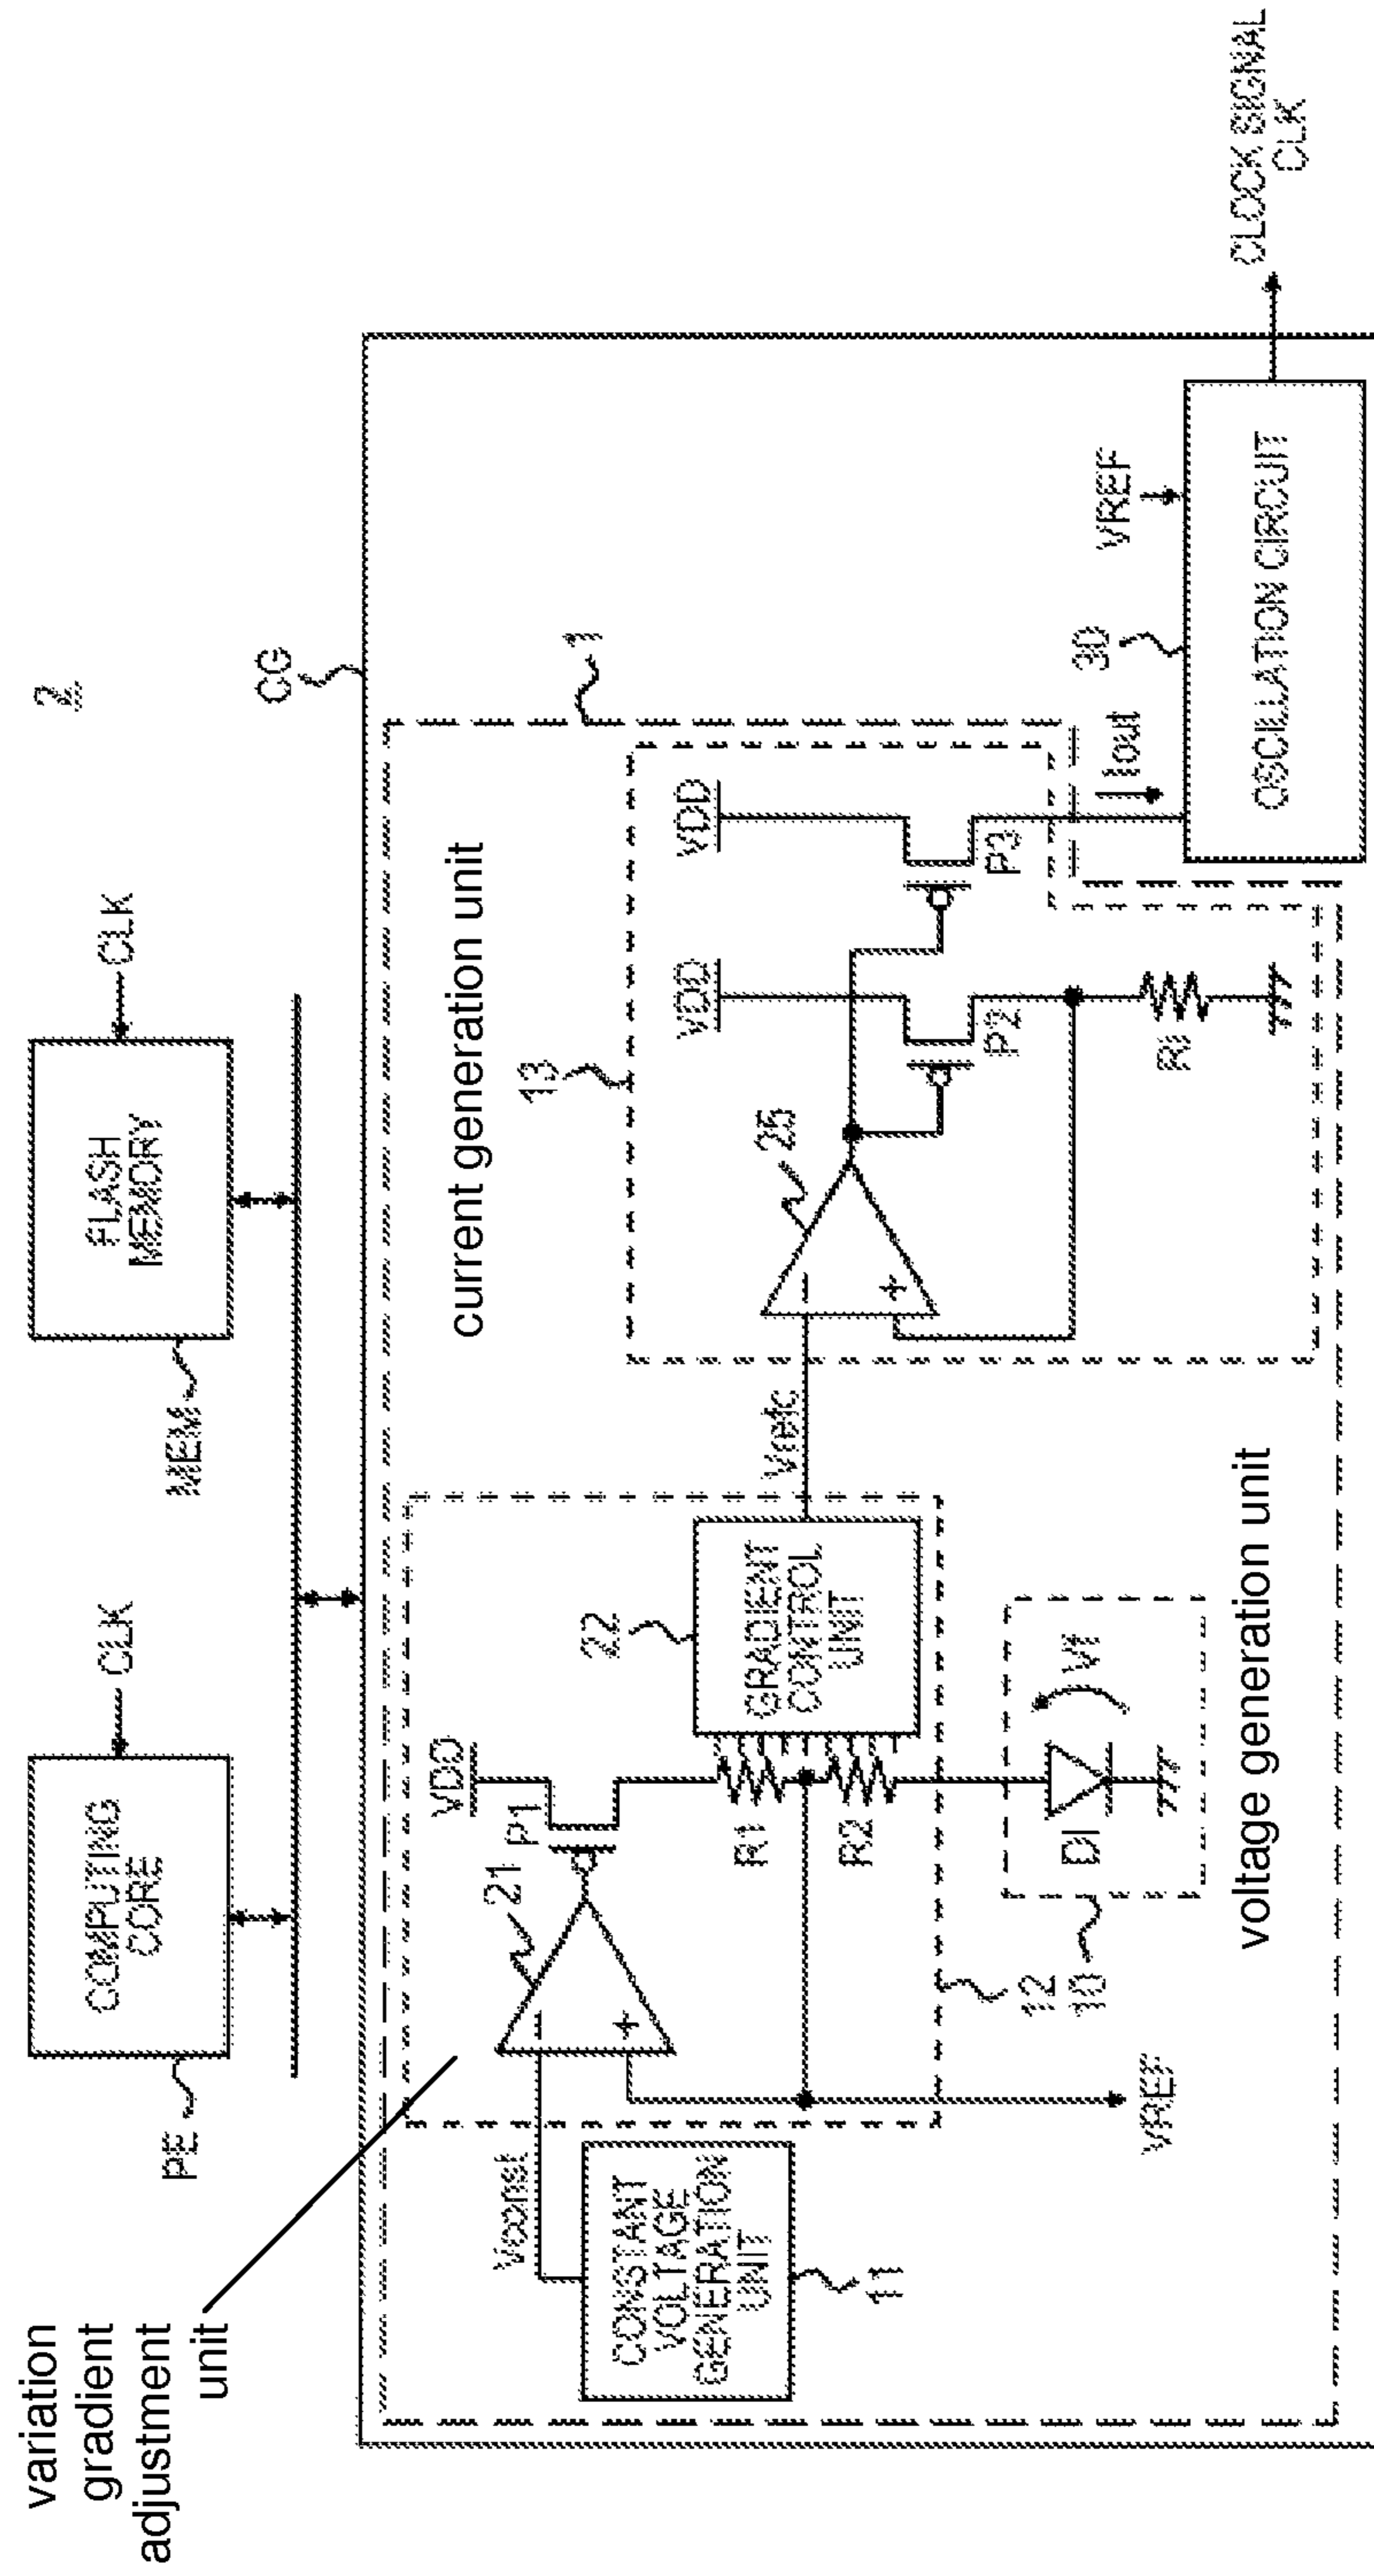 variation
gradient
adjustment
unit
2
COMPUTING
CORE
PE
CLK
FLASH
MEMORY
MEM
CLK
CG
1
current generation unit
Vconst
CONSTANT
VOLTAGE
GENERATION
UNIT
11
21
VDD
P1
R1
R2
22
GRADIENT
CONTROL
UNIT
12
VREF
10
DI
Vf
voltage generation unit
Vrefc
13
25
VDD
P2
VDD
P3
RI
Iout
30
VREF
OSCILLATION CIRCUIT
CLOCK SIGNAL
CLK